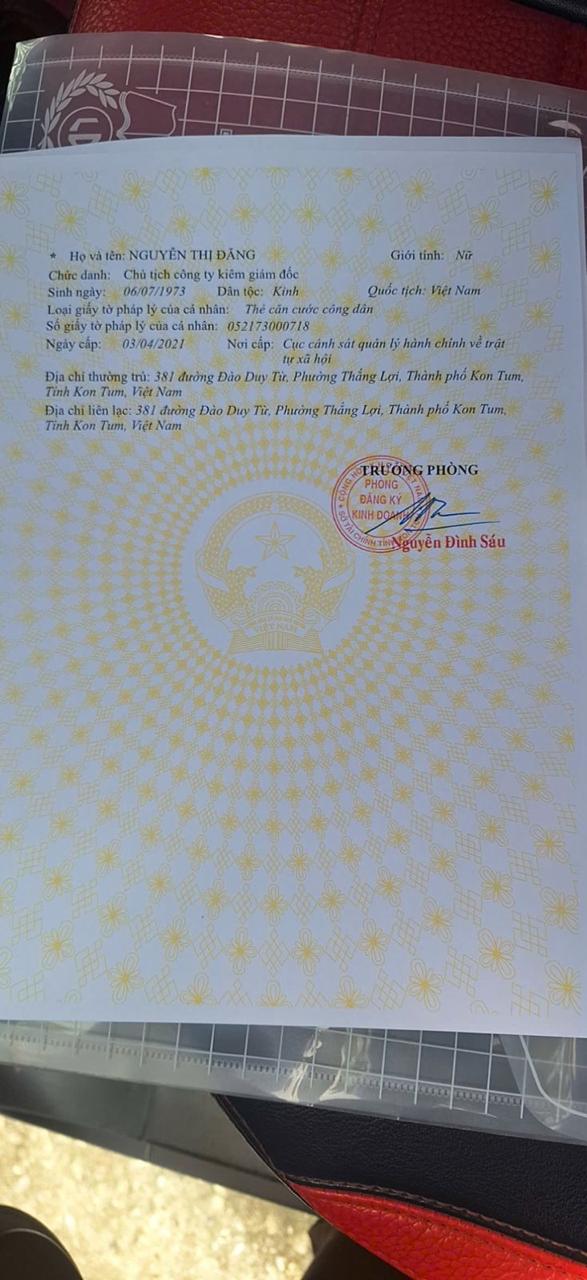 * Họ và tên: NGUYỄN THỊ ĐĂNG Giới tính: Nữ
Chức danh: Chủ tịch công ty kiêm giám đốc
Sinh ngày: 06/07/1973 Dân tộc: Kinh Quốc tịch: Việt Nam
Loại giấy tờ pháp lý của cá nhân: Thẻ căn cước công dân
Số giấy tờ pháp lý của cá nhân: 052173000718
Ngày cấp: 03/04/2021 Nơi cấp: Cục cảnh sát quản lý hành chính về trật
tự xã hội
Địa chỉ thường trú: 381 đường Đào Duy Từ, Phường Thắng Lợi, Thành phố Kon Tum,
Tỉnh Kon Tum, Việt Nam
Địa chỉ liên lạc: 381 đường Đào Duy Từ, Phường Thắng Lợi, Thành phố Kon Tum,
Tỉnh Kon Tum, Việt Nam
TRƯỞNG PHÒNG
PHÒNG
ĐĂNG KÝ
KINH DOANH
Nguyễn Đình Sáu
VIỆT NAM